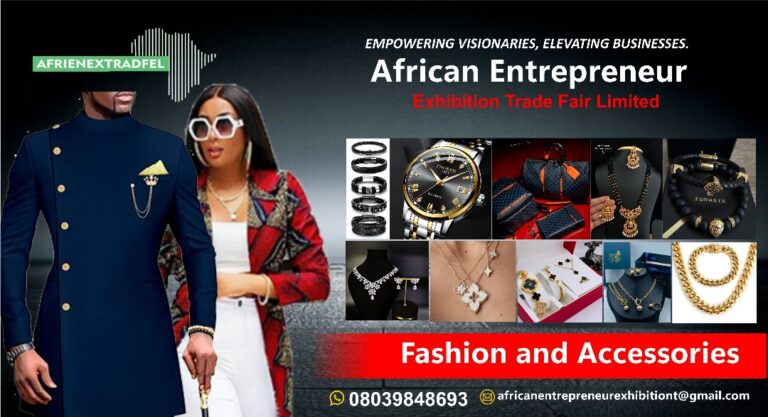 AFRIENEXTRADFEL
EMPOWERING VISIONARIES, ELEVATING BUSINESSES.
African Entrepreneur
Exhibition Trade Fair Limited
Fashion and Accessories
08039848693
africanentrepreneurexhibitiont@gmail.com